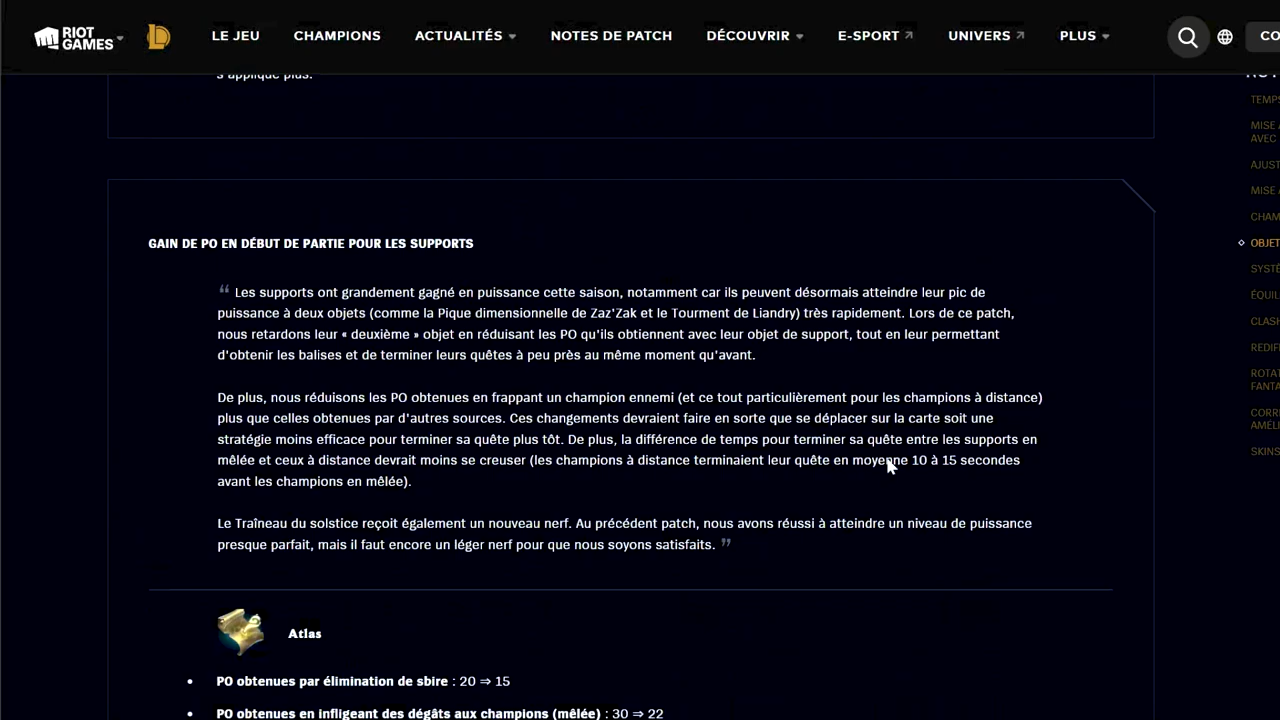 RIOT GAMES
LE JEU CHAMPIONS ACTUALITÉS NOTES DE PATCH DÉCOUVRIR E-SPORT UNIVERS PLUS CO
s'applique plus.
TEMPS
MISE
AVEC
AJUST
MISE
CHAM
OBJET
SYSTÈ
ÉQUIL
CLASH
REDIF
ROTAT
FANTA
CORR
AMÉLI
SKINS
GAIN DE PO EN DÉBUT DE PARTIE POUR LES SUPPORTS
“ Les supports ont grandement gagné en puissance cette saison, notamment car ils peuvent désormais atteindre leur pic de
puissance à deux objets (comme la Pique dimensionnelle de Zaz'Zak et le Tourment de Liandry) très rapidement. Lors de ce patch,
nous retardons leur « deuxième » objet en réduisant les PO qu'ils obtiennent avec leur objet de support, tout en leur permettant
d'obtenir les balises et de terminer leurs quêtes à peu près au même moment qu'avant.
De plus, nous réduisons les PO obtenues en frappant un champion ennemi (et ce tout particulièrement pour les champions à distance)
plus que celles obtenues par d'autres sources. Ces changements devraient faire en sorte que se déplacer sur la carte soit une
stratégie moins efficace pour terminer sa quête plus tôt. De plus, la différence de temps pour terminer sa quête entre les supports en
mêlée et ceux à distance devrait moins se creuser (les champions à distance terminaient leur quête en moyenne 10 à 15 secondes
avant les champions en mêlée).
Le Traîneau du solstice reçoit également un nouveau nerf. Au précédent patch, nous avons réussi à atteindre un niveau de puissance
presque parfait, mais il faut encore un léger nerf pour que nous soyons satisfaits. ”
Atlas
• PO obtenues par élimination de sbire : 20 ⇒ 15
• PO obtenues en infligeant des dégâts aux champions (mêlée) : 30 ⇒ 22